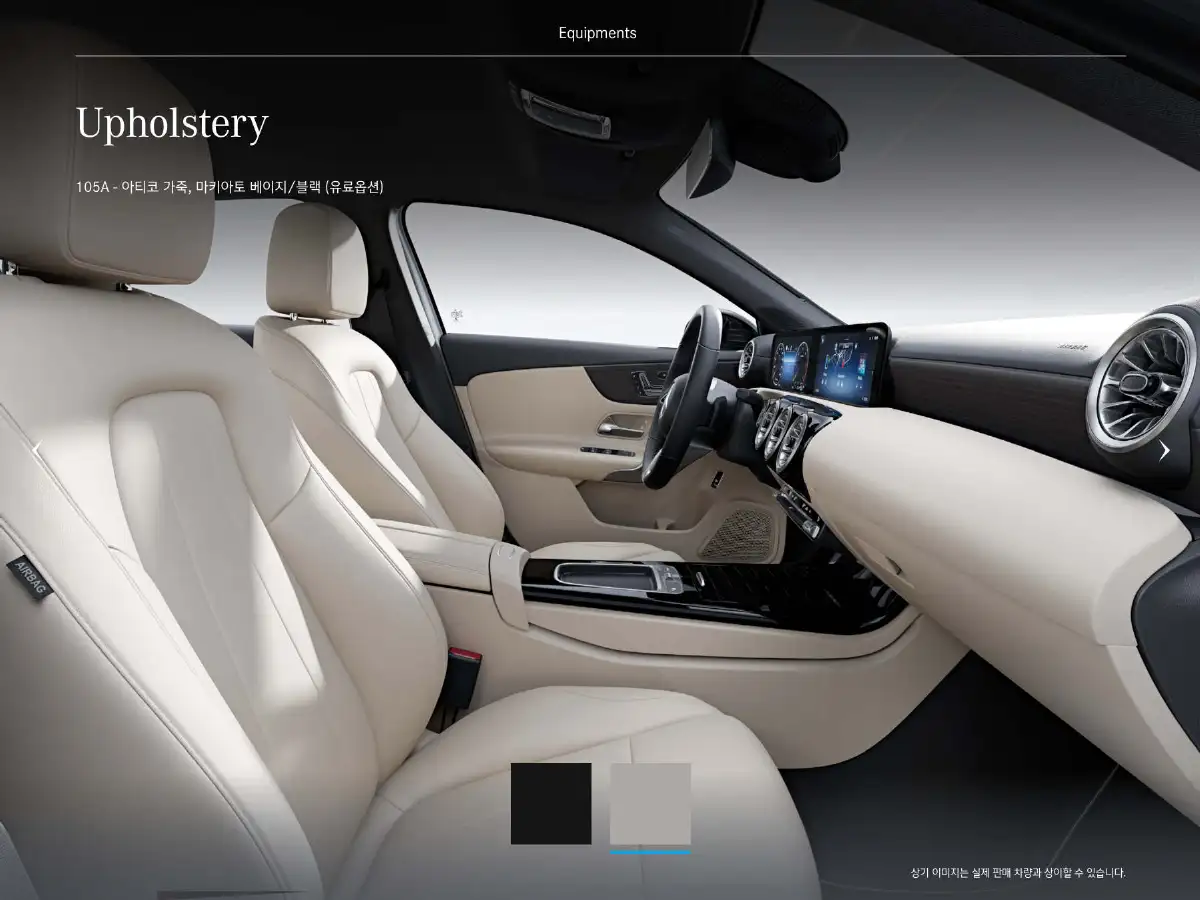 Equipments
Upholstery
105A - 아티코 가죽, 마키아토 베이지/블랙 (유료옵션)
AIRBAG
상기 이미지는 실제 판매 차량과 상이할 수 있습니다.